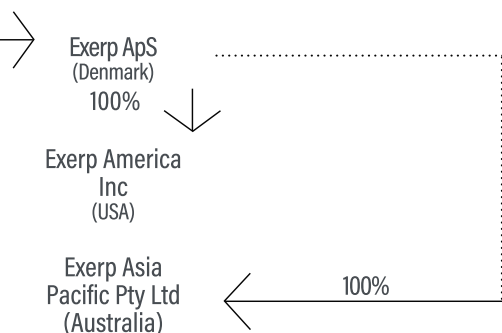 Exerp ApS
(Denmark)
100%
Exerp America
Inc
(USA)
Exerp Asia
Pacific Pty Ltd
(Australia)
100%